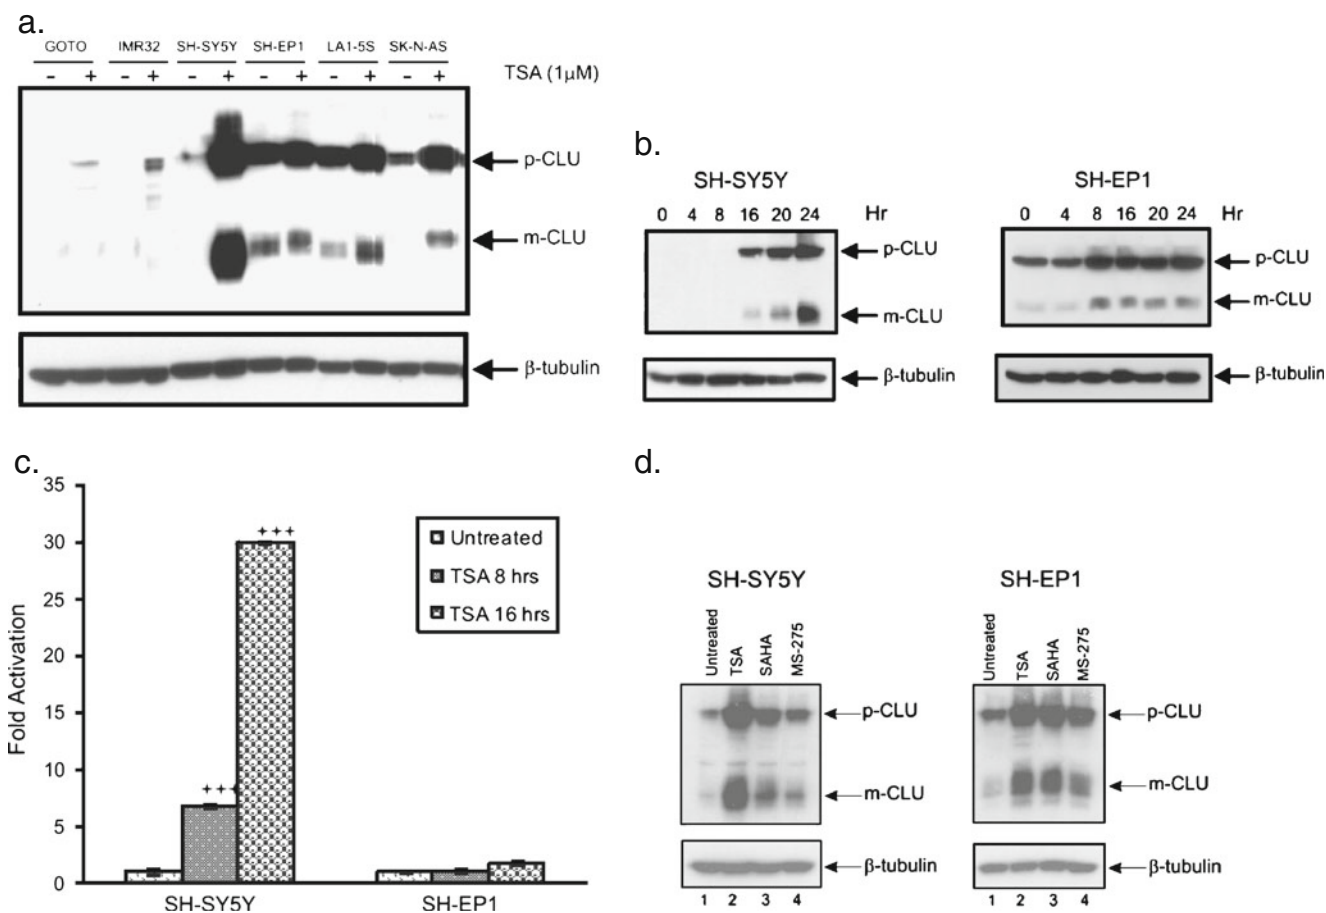 a.
GOTO IMR32 SH-SY5Y SH-EP1 LA1-5S SK-N-AS
- + - + - + - + - + - + TSA (1μM)
p-CLU
m-CLU
β-tubulin
b.
SH-SY5Y
0 4 8 16 20 24 Hr
p-CLU
m-CLU
β-tubulin
SH-EP1
0 4 8 16 20 24 Hr
p-CLU
m-CLU
β-tubulin
c.
Fold Activation
35
30
25
20
15
10
5
0
+++
+++
Untreated
TSA 8 hrs
TSA 16 hrs
SH-SY5Y SH-EP1
d.
SH-SY5Y
Untreated TSA SAHA MS-275
p-CLU
m-CLU
β-tubulin
1 2 3 4
SH-EP1
Untreated TSA SAHA MS-275
p-CLU
m-CLU
β-tubulin
1 2 3 4